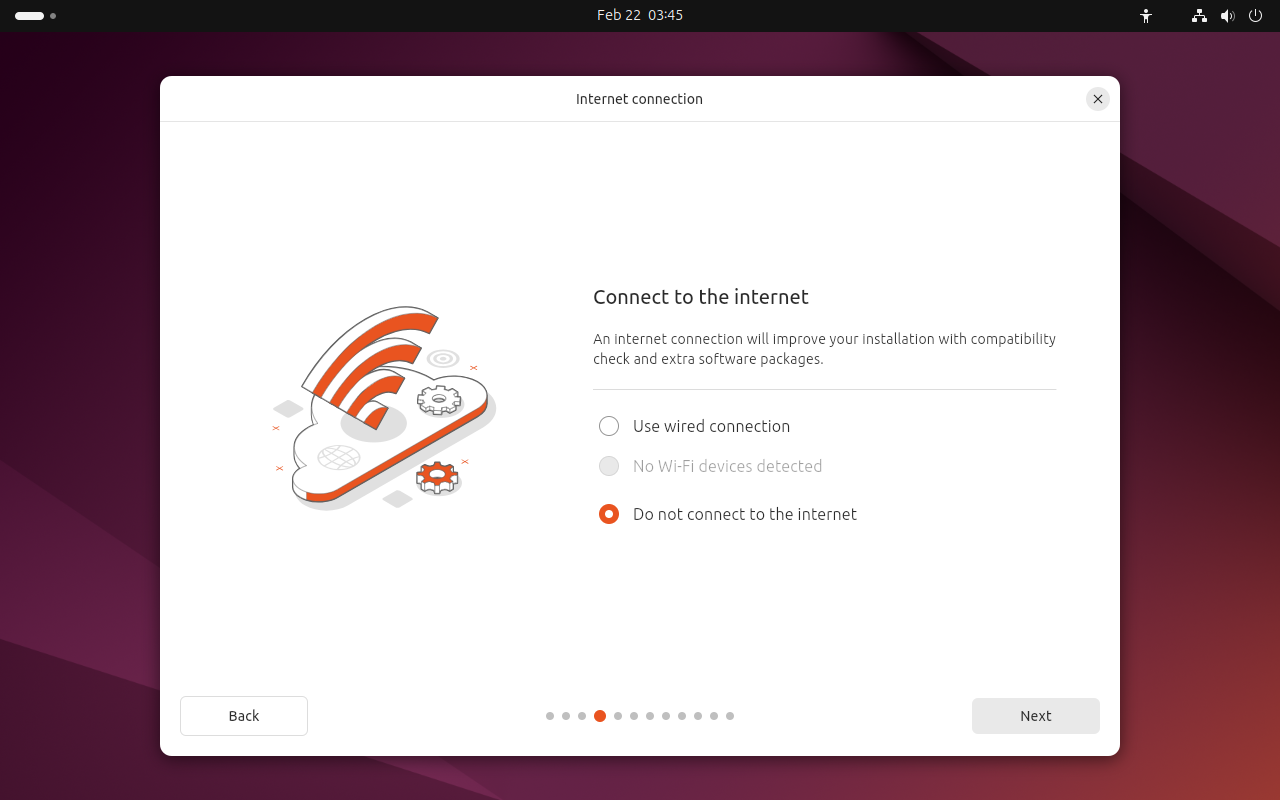 Feb 22 03:45
Internet connection
Connect to the internet
An internet connection will improve your installation with compatibility
check and extra software packages.
Use wired connection
No Wi-Fi devices detected
Do not connect to the internet
Back
Next